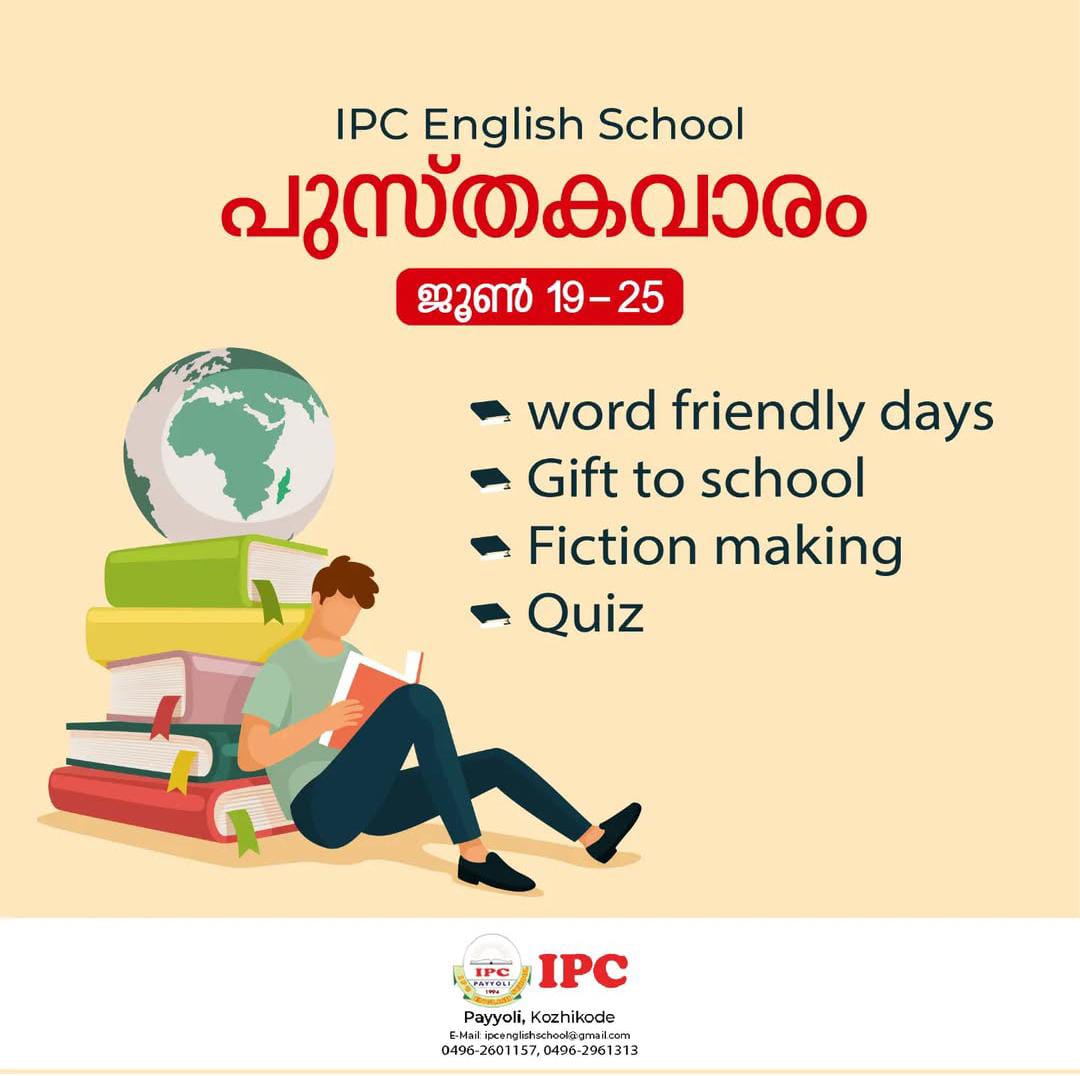 IPC English School
പുസ്തകവാരം
ജൂൺ 19 – 25
word friendly days
Gift to school
Fiction making
Quiz
IPC
PAYYOLI
1994
IPC
Payyoli, Kozhikode
E-Mail: ipcenglishschool@gmail.com
0496-2601157, 0496-2961313